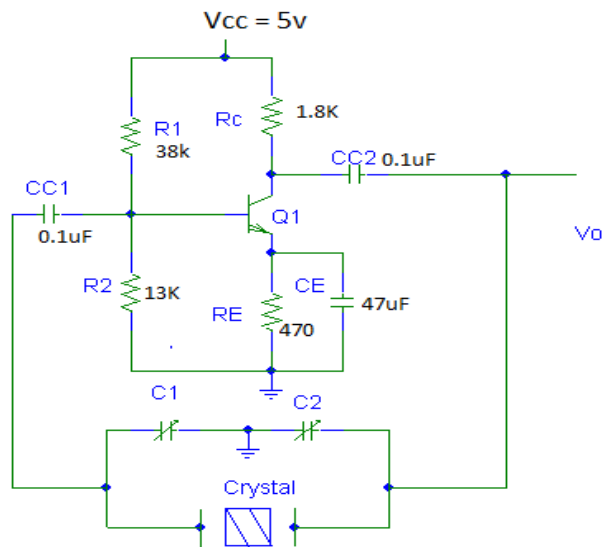 Vcc = 5v
R1
38k
Rc
1.8K
CC2
0.1uF
CC1
0.1uF
Q1
Vo
R2
13K
RE
470
CE
47uF
C1
C2
Crystal